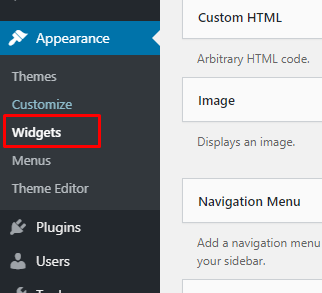 Appearance
Themes
Customize
Widgets
Menus
Theme Editor
Plugins
Users
Custom HTML
Arbitrary HTML code.
Image
Displays an image.
Navigation Menu
Add a navigation menu
your sidebar.